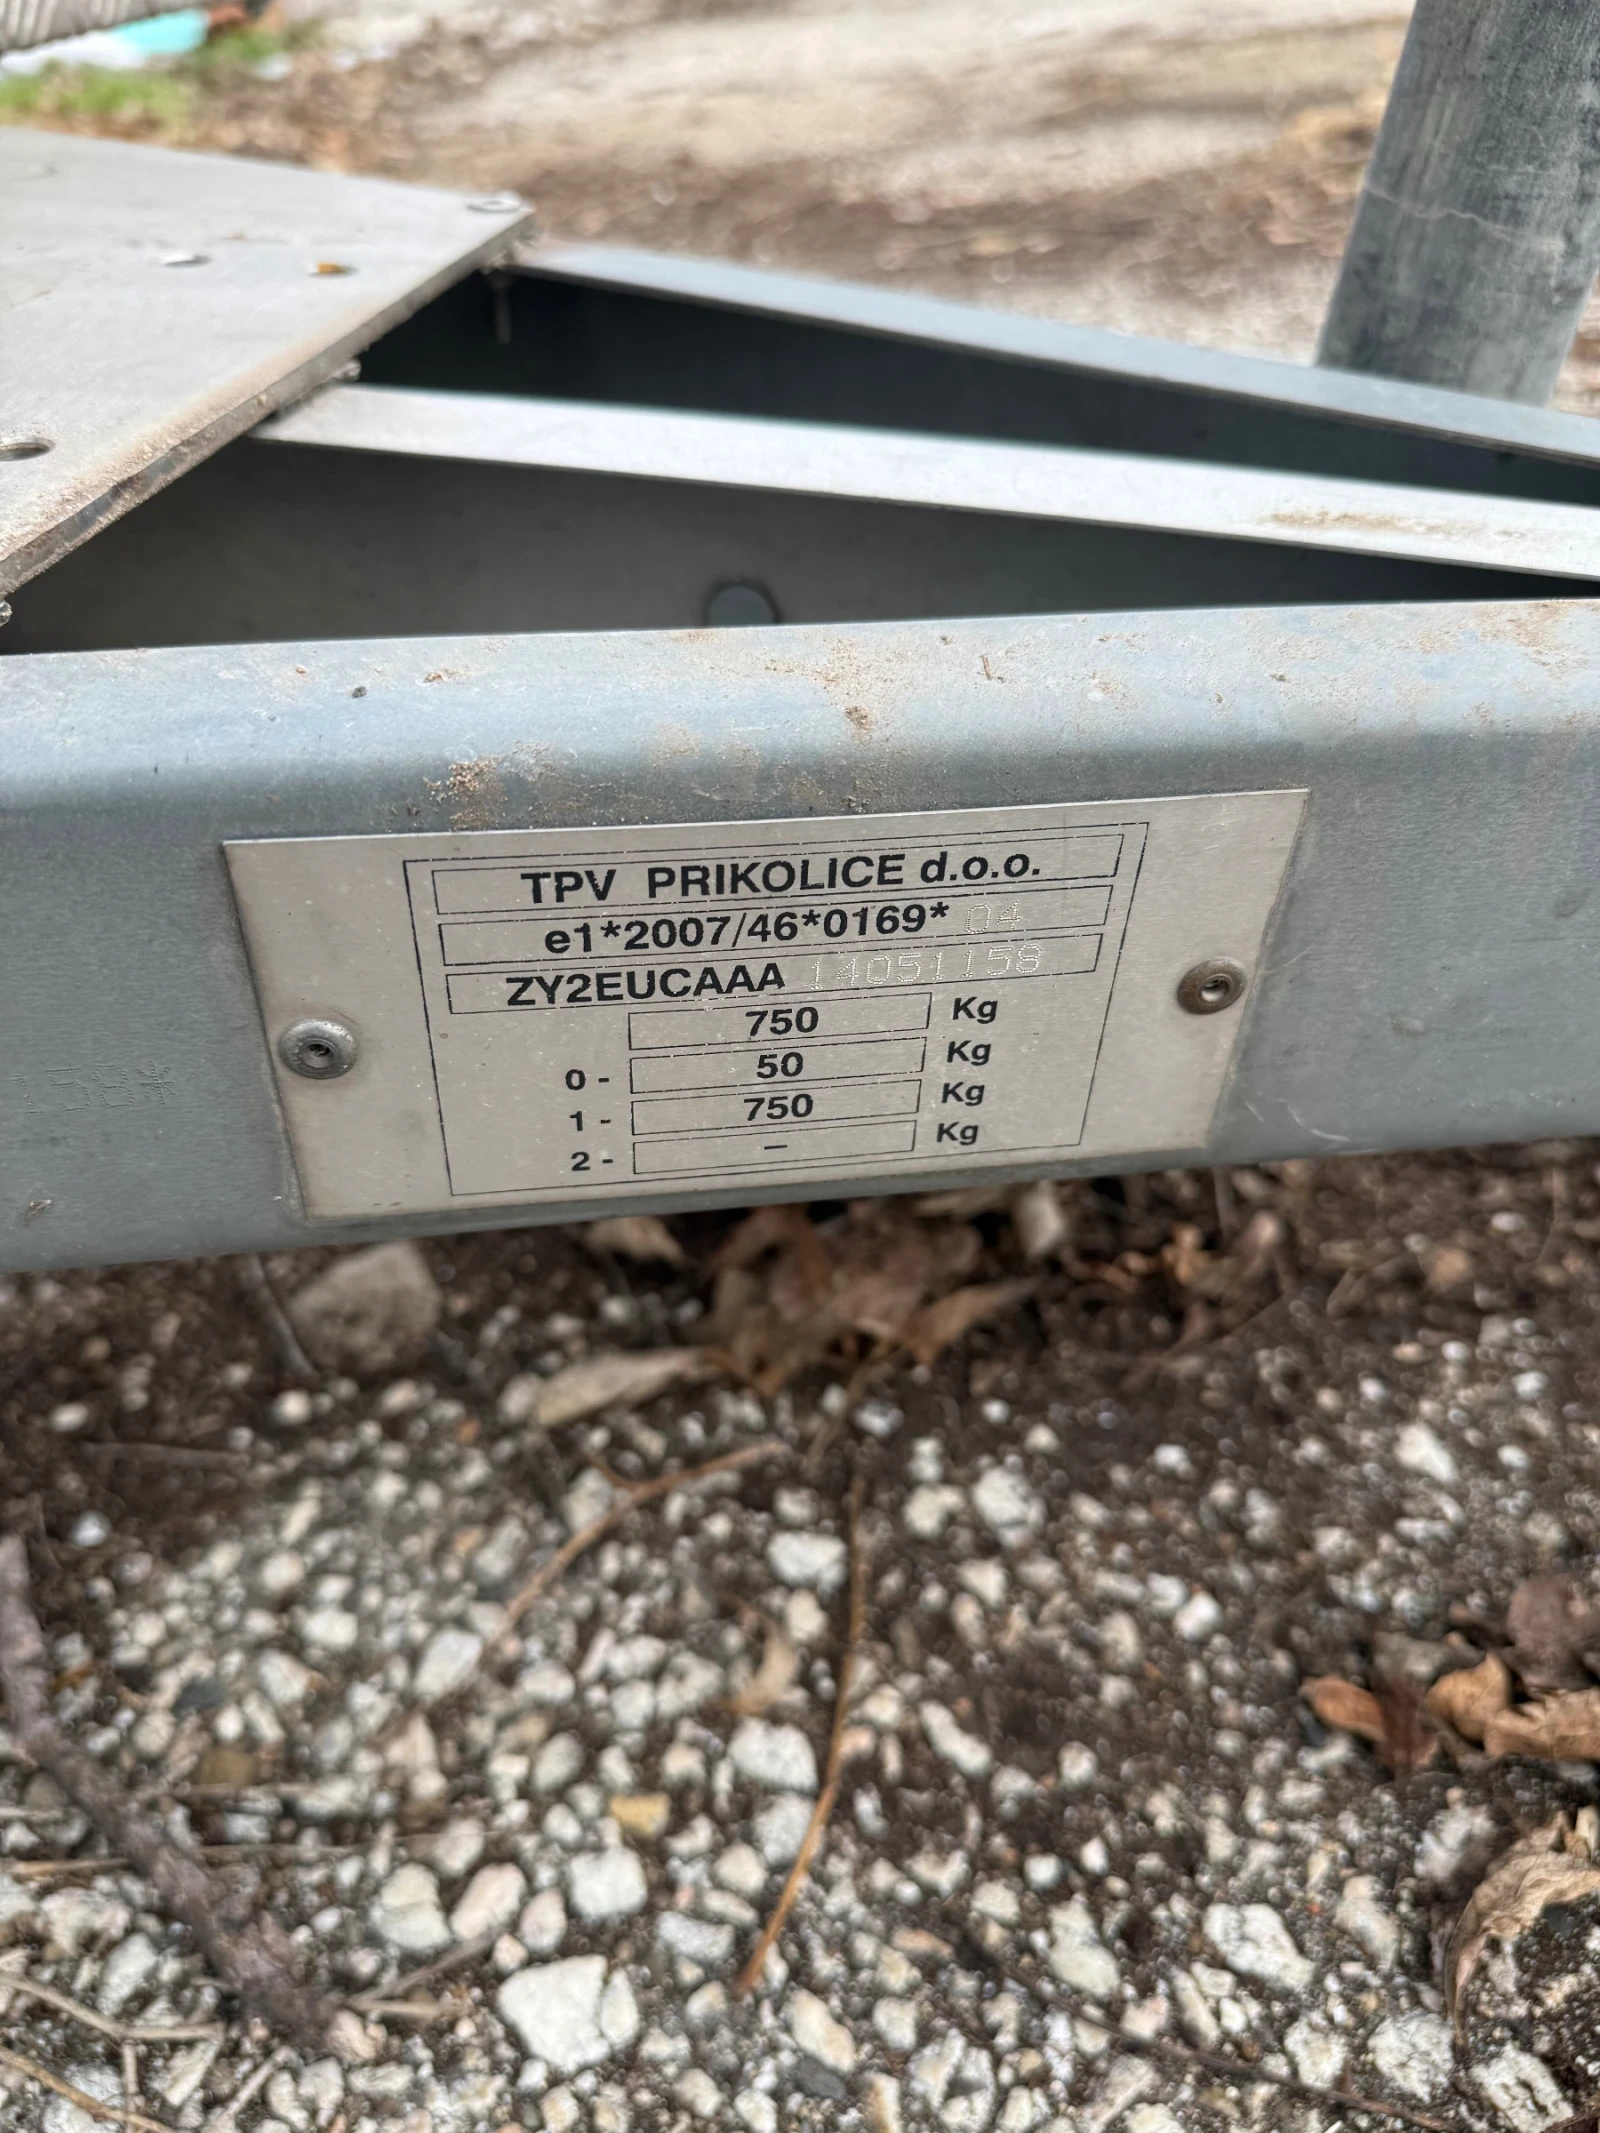 TPV PRIKOLICE d.o.o.
e1*2007/46*0169* 04
ZY2EUCAAA 14051158
750 Kg
0 - 50 Kg
1 - 750 Kg
2 - – Kg
158*